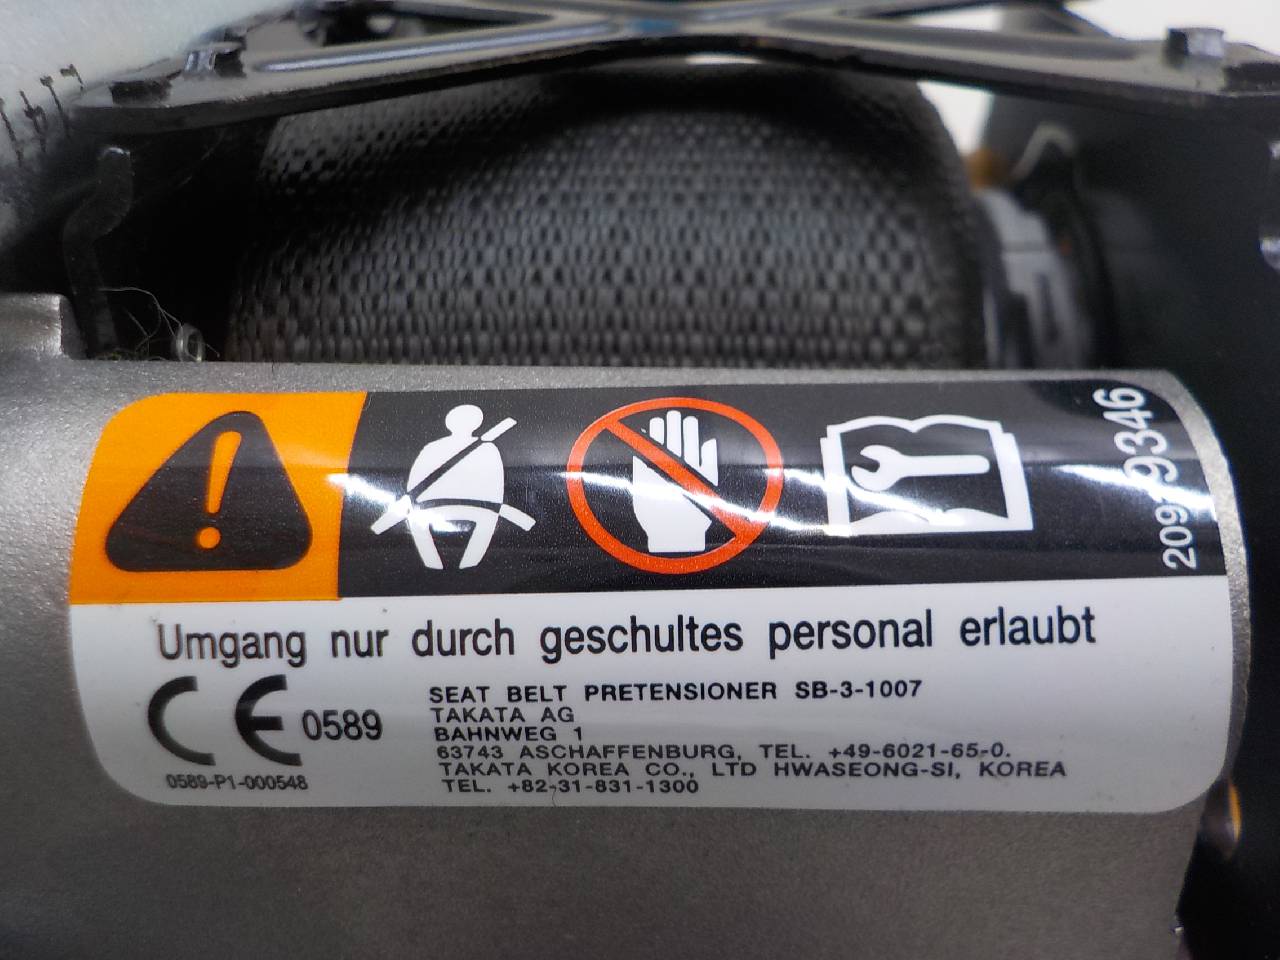 20919346
Umgang nur durch geschultes personal erlaubt
CE 0589
0589-P1-000548
SEAT BELT PRETENSIONER SB-3-1007
TAKATA AG
BAHNWEG 1
63743 ASCHAFFENBURG, TEL. +49-6021-65-0.
TAKATA KOREA CO., LTD HWASEONG-SI, KOREA
TEL. +82-31-831-1300